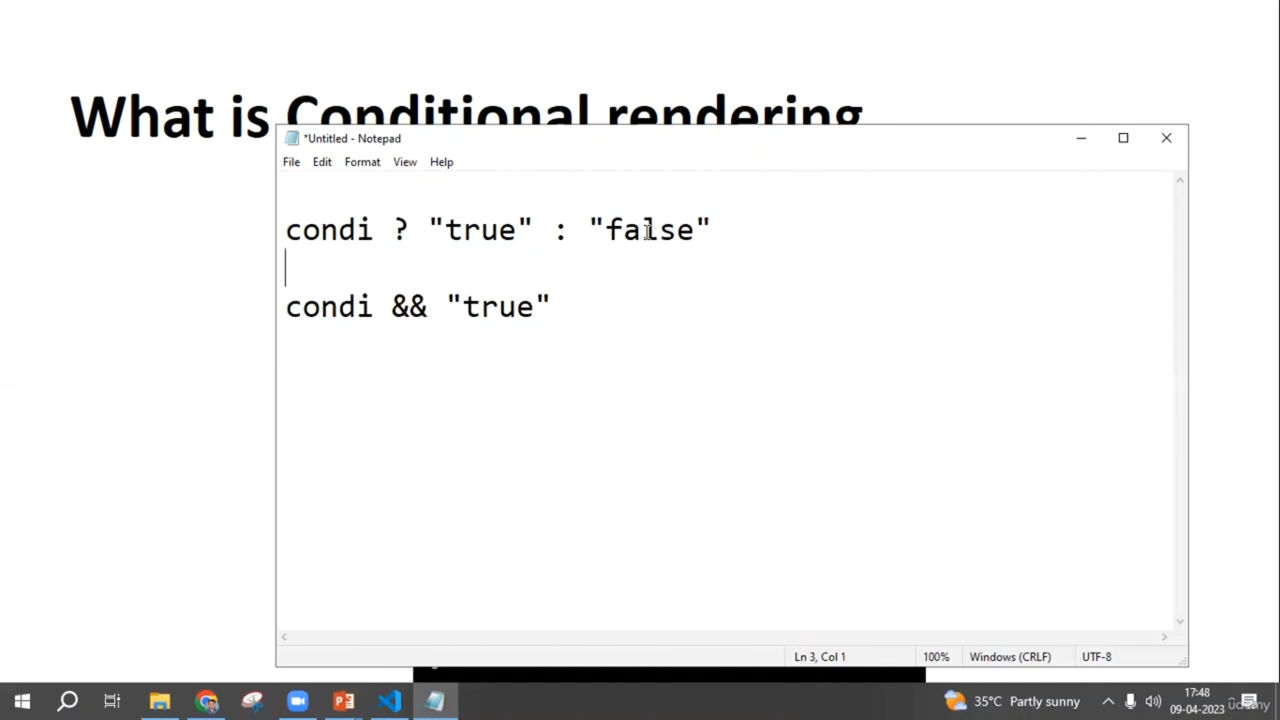 What is Conditional rendering
*Untitled - Notepad
File Edit Format View Help
condi ? "true" : "false"
condi && "true"
Ln 3, Col 1 100% Windows (CRLF) UTF-8
35°C Partly sunny
17:48
09-04-2023
udemy